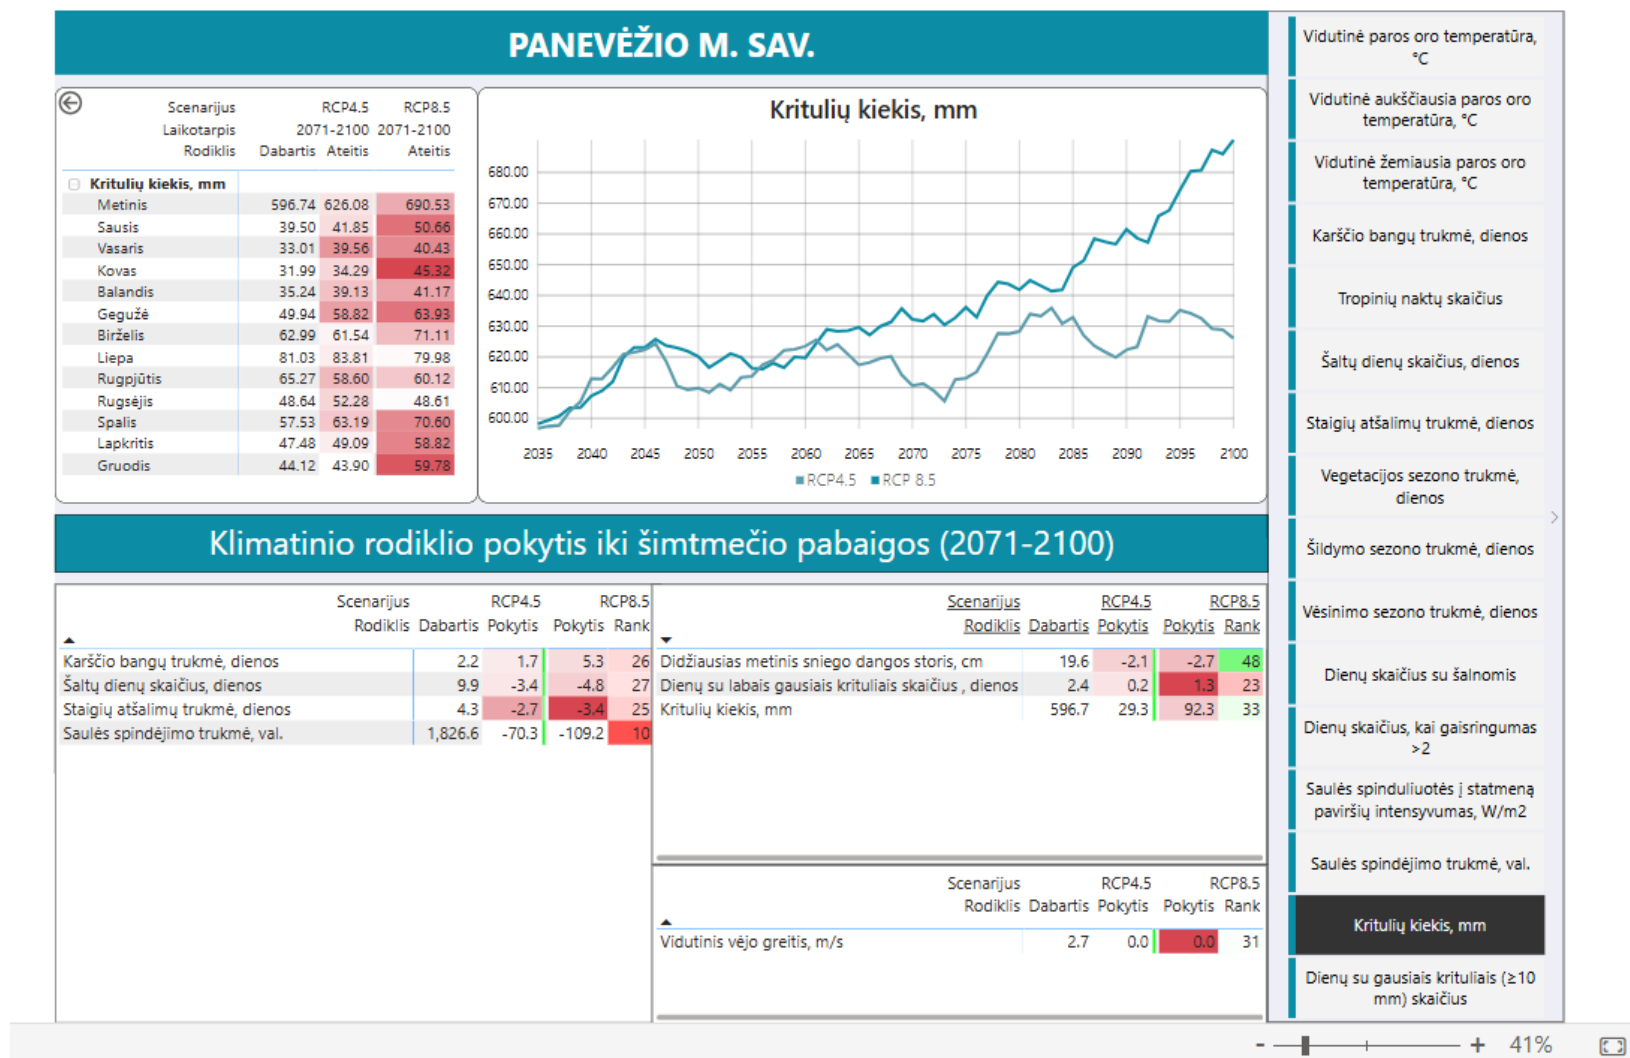 PANEVĖŽIO M. SAV.
Scenarijus RCP4.5 RCP8.5
Laikotarpis 2071-2100 2071-2100
Rodiklis Dabartis Ateitis Ateitis
Kritulių kiekis, mm
Metinis 596.74 626.08 690.53
Sausis 39.50 41.85 50.66
Vasaris 33.01 39.56 40.43
Kovas 31.99 34.29 45.32
Balandis 35.24 39.13 41.17
Gegužė 49.94 58.82 63.93
Birželis 62.99 61.54 71.11
Liepa 81.03 83.81 79.98
Rugpjūtis 65.27 58.60 60.12
Rugsėjis 48.64 52.28 48.61
Spalis 57.53 63.19 70.60
Lapkritis 47.48 49.09 58.82
Gruodis 44.12 43.90 59.78
Kritulių kiekis, mm
680.00
670.00
660.00
650.00
640.00
630.00
620.00
610.00
600.00
2035 2040 2045 2050 2055 2060 2065 2070 2075 2080 2085 2090 2095 2100
RCP4.5 RCP 8.5
Klimatinio rodiklio pokytis iki šimtmečio pabaigos (2071-2100)
Scenarijus RCP4.5 RCP8.5
Rodiklis Dabartis Pokytis Pokytis Rank
Karščio bangų trukmė, dienos 2.2 1.7 5.3 26
Šaltų dienų skaičius, dienos 9.9 -3.4 -4.8 27
Staigių atšalimų trukmė, dienos 4.3 -2.7 -3.4 25
Saulės spindėjimo trukmė, val. 1,826.6 -70.3 -109.2 10
Scenarijus RCP4.5 RCP8.5
Rodiklis Dabartis Pokytis Pokytis Rank
Didžiausias metinis sniego dangos storis, cm 19.6 -2.1 -2.7 48
Dienų su labais gausiais krituliais skaičius , dienos 2.4 0.2 1.3 23
Kritulių kiekis, mm 596.7 29.3 92.3 33
Scenarijus RCP4.5 RCP8.5
Rodiklis Dabartis Pokytis Pokytis Rank
Vidutinis vėjo greitis, m/s 2.7 0.0 0.0 31
Vidutinė paros oro temperatūra,
°C
Vidutinė aukščiausia paros oro
temperatūra, °C
Vidutinė žemiausia paros oro
temperatūra, °C
Karščio bangų trukmė, dienos
Tropinių naktų skaičius
Šaltų dienų skaičius, dienos
Staigių atšalimų trukmė, dienos
Vegetacijos sezono trukmė,
dienos
Šildymo sezono trukmė, dienos
Vėsinimo sezono trukmė, dienos
Dienų skaičius su šalnomis
Dienų skaičius, kai gaisringumas
>2
Saulės spinduliuotės į statmeną
paviršių intensyvumas, W/m2
Saulės spindėjimo trukmė, val.
Kritulių kiekis, mm
Dienų su gausiais krituliais (≥10
mm) skaičius
- + 41%